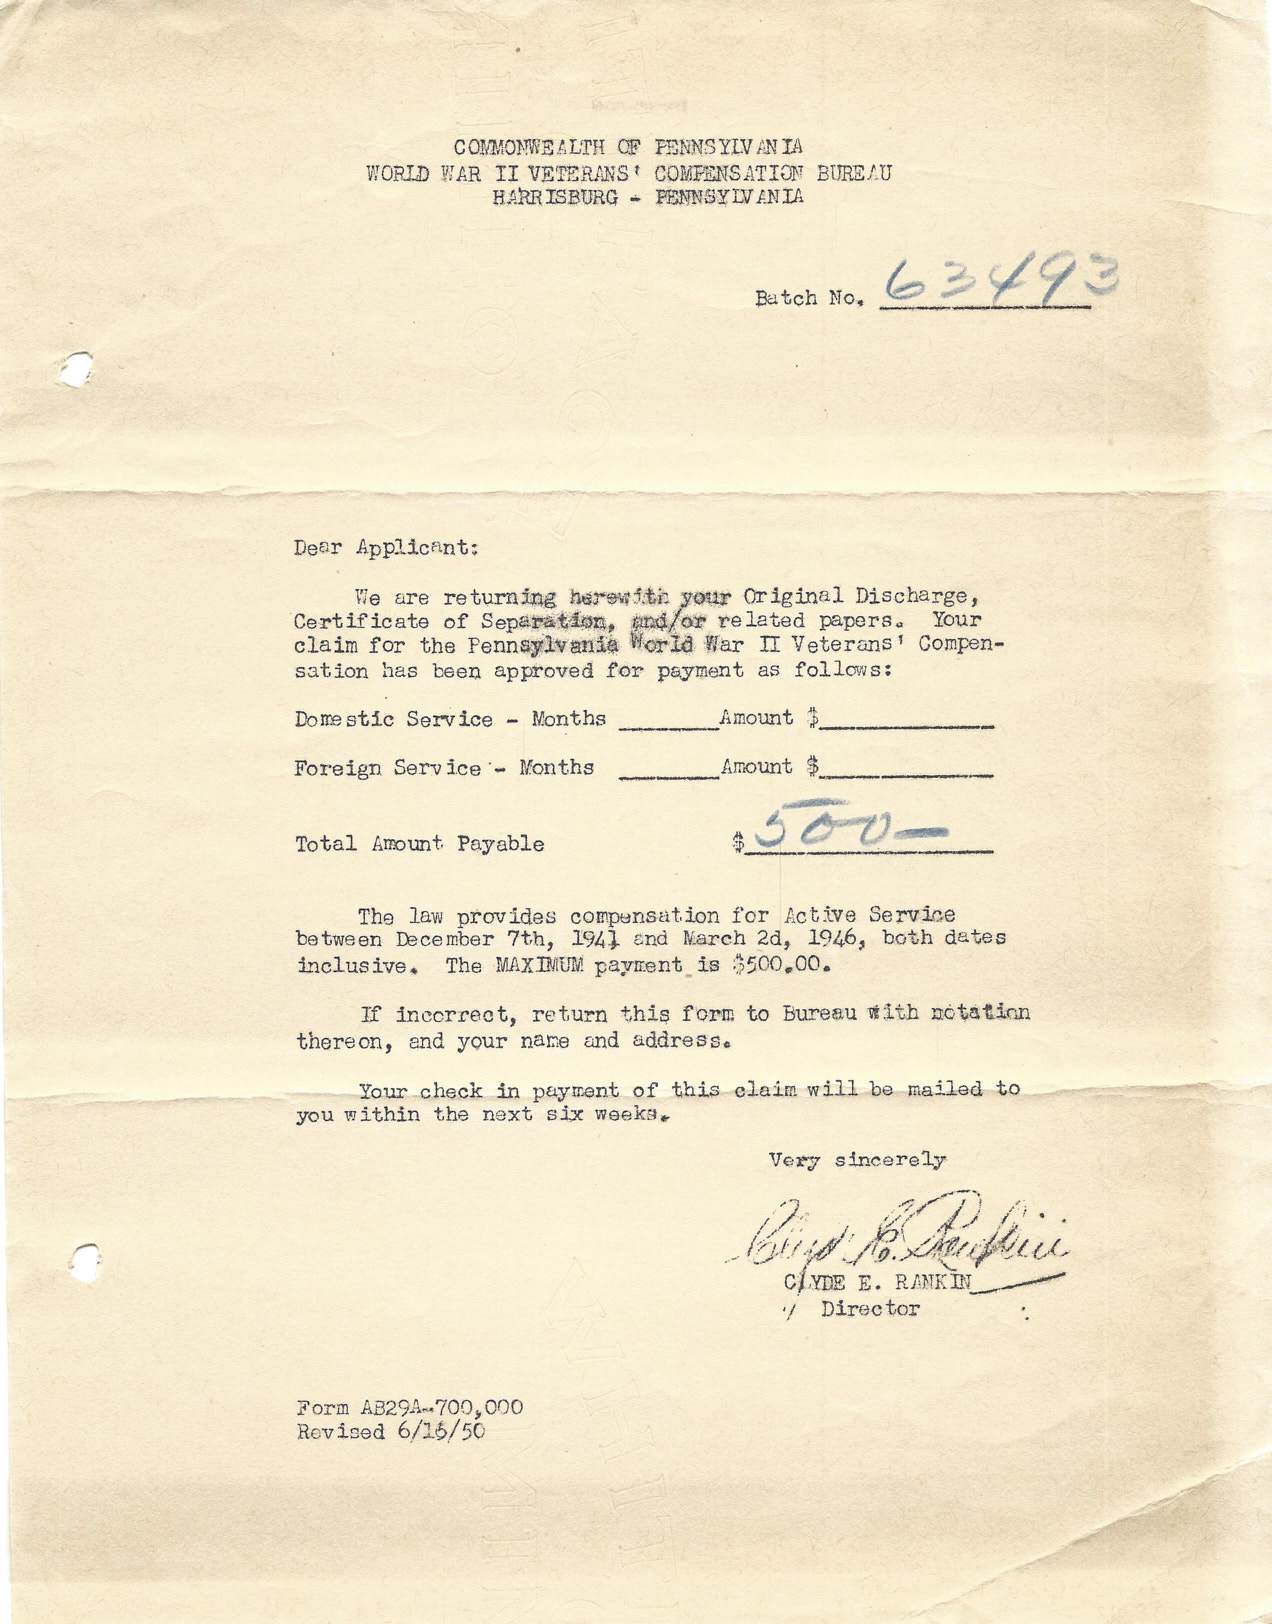 COMMONWEALTH OF PENNSYLVANIA
WORLD WAR II VETERANS' COMPENSATION BUREAU
HARRISBURG - PENNSYLVANIA
Batch No. 63493
Dear Applicant:
We are returning herewith your Original Discharge,
Certificate of Separation, and/or related papers. Your
claim for the Pennsylvania World War II Veterans' Compen-
sation has been approved for payment as follows:
Domestic Service - Months ______ Amount $______
Foreign Service - Months ______ Amount $______
Total Amount Payable $ 500-
The law provides compensation for Active Service
between December 7th, 1941 and March 2d, 1946, both dates
inclusive. The MAXIMUM payment is $500.00.
If incorrect, return this form to Bureau with notation
thereon, and your name and address.
Your check in payment of this claim will be mailed to
you within the next six weeks.
Very sincerely
Clyde E. Rankin
CLYDE E. RANKIN
Director
Form AB29A-700,000
Revised 6/16/50